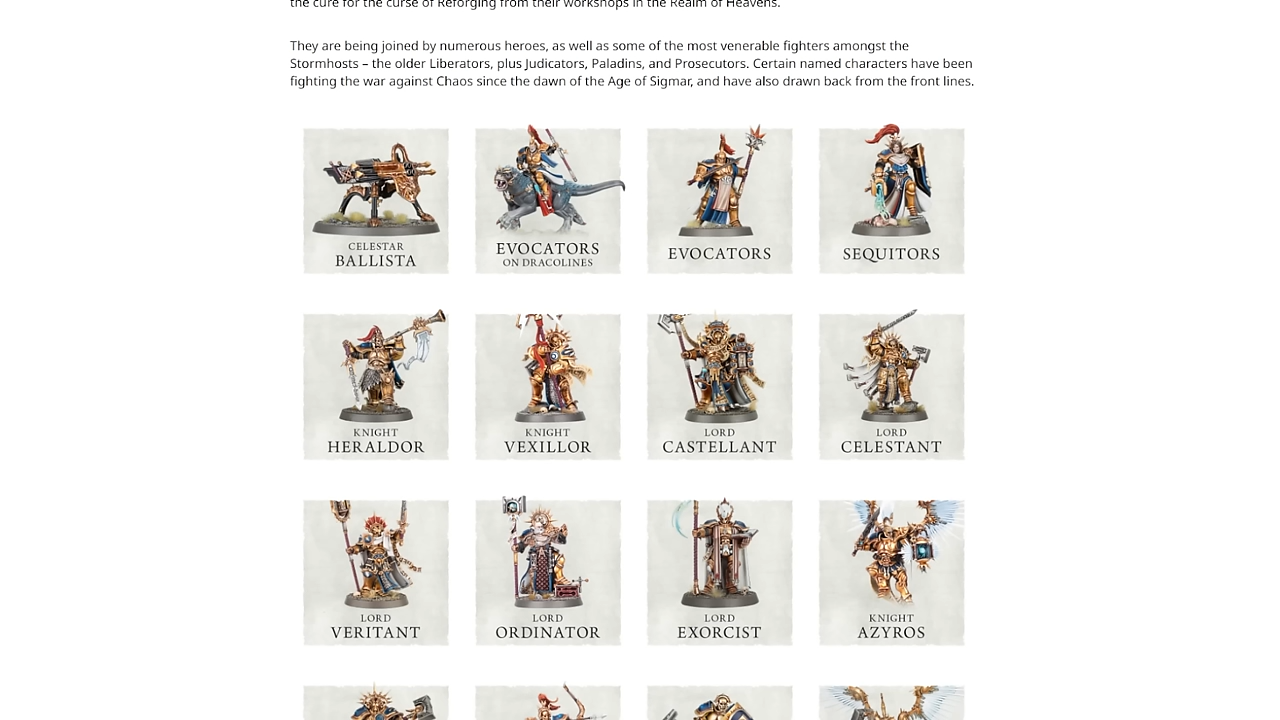 the cure for the curse of Reforging from their workshops in the Realm of Heavens.
They are being joined by numerous heroes, as well as some of the most venerable fighters amongst the
Stormhosts – the older Liberators, plus Judicators, Paladins, and Prosecutors. Certain named characters have been
fighting the war against Chaos since the dawn of the Age of Sigmar, and have also drawn back from the front lines.
CELESTAR
BALLISTA
EVOCATORS
ON DRACOLINES
EVOCATORS
SEQUITORS
KNIGHT
HERALDOR
KNIGHT
VEXILLOR
LORD
CASTELLANT
LORD
CELESTANT
LORD
VERITANT
LORD
ORDINATOR
LORD
EXORCIST
KNIGHT
AZYROS